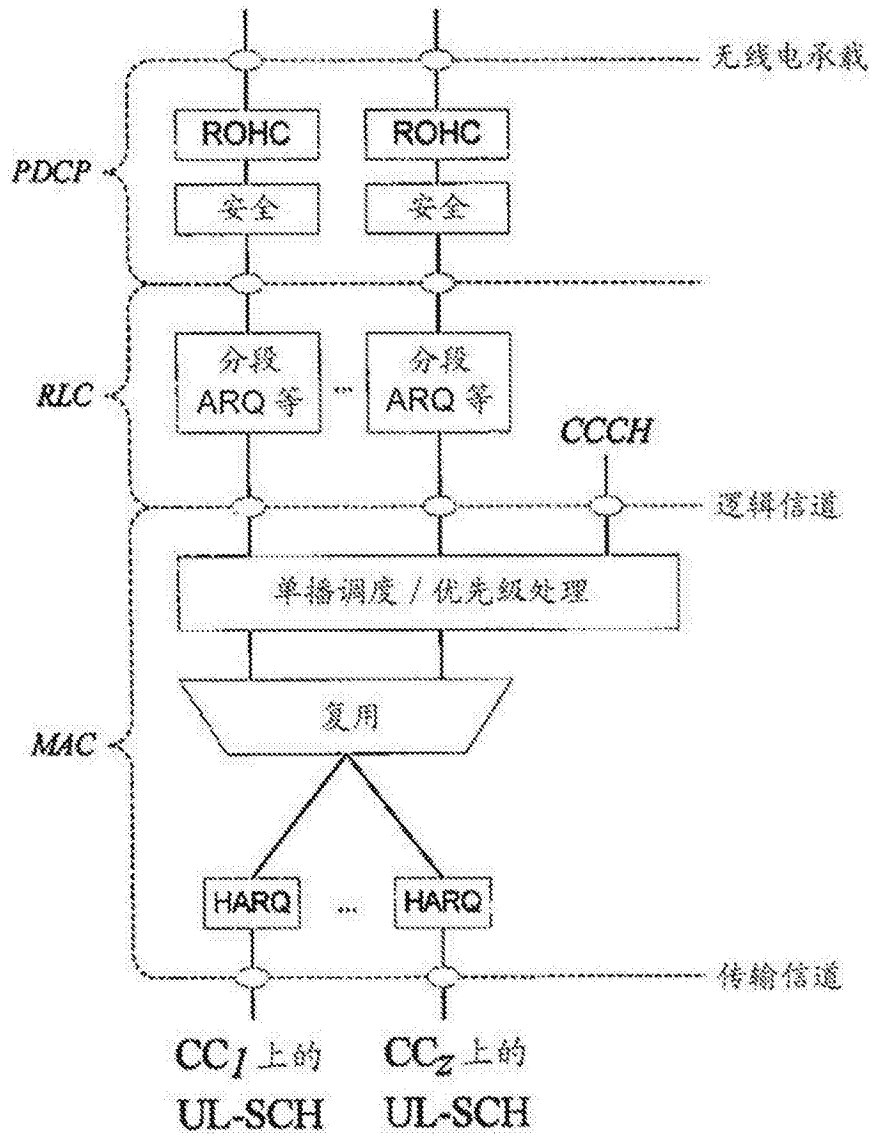 无线电承载
ROHC ROHC
PDCP
安全 安全
分段 分段
RLC
ARQ 等 ... ARQ 等
CCCH
逻辑信道
单播调度 / 优先级处理
复用
MAC
HARQ ... HARQ
传输信道
CC1 上的 CCz 上的
UL-SCH UL-SCH